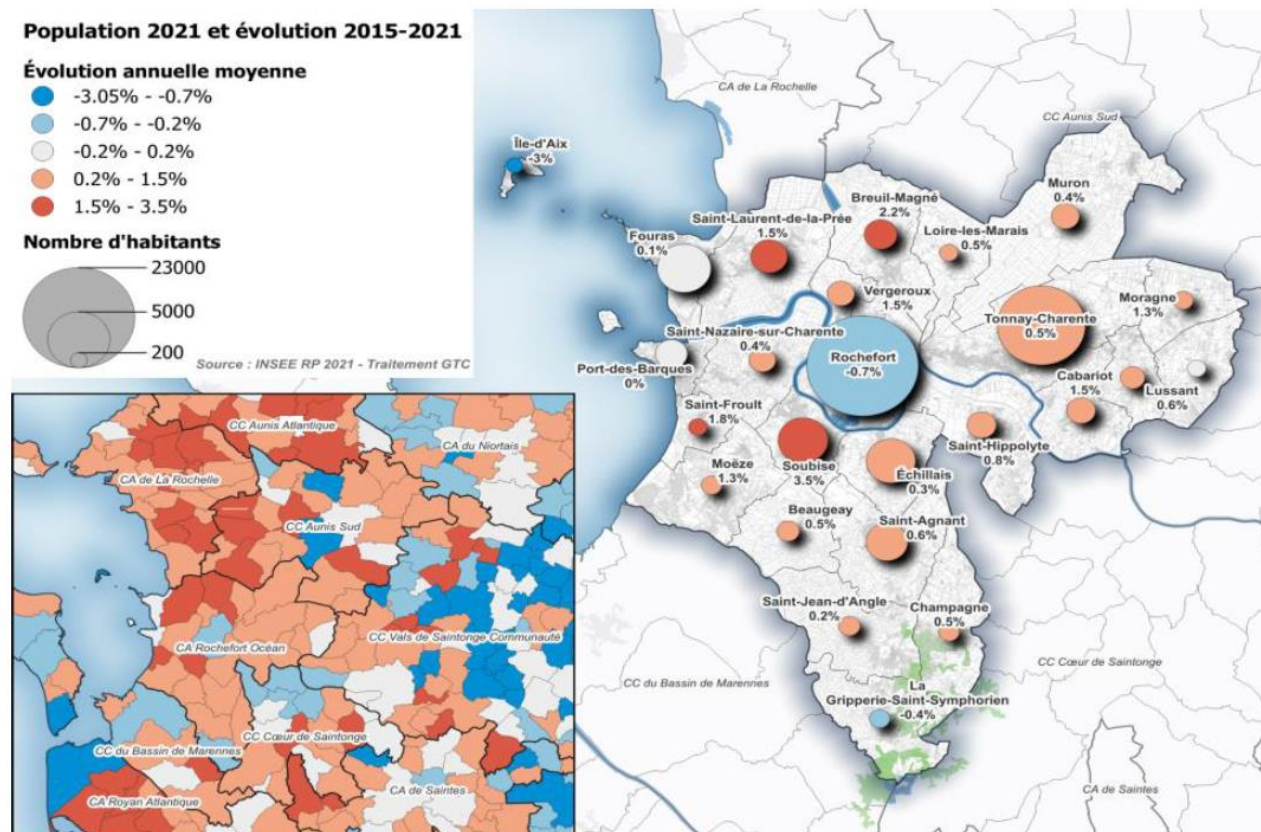 Population 2021 et évolution 2015-2021
Évolution annuelle moyenne
-3.05% - -0.7%
-0.7% - -0.2%
-0.2% - 0.2%
0.2% - 1.5%
1.5% - 3.5%
Nombre d'habitants
23000
5000
200
Source : INSEE RP 2021 - Traitement GTC
CA de La Rochelle
CC Aunis Sud
Île-d'Aix
-3%
Muron
0.4%
Breuil-Magné
2.2%
Saint-Laurent-de-la-Prée
1.5%
Loire-les-Marais
0.5%
Fouras
0.1%
Vergeroux
1.5%
Moragne
1.3%
Tonnay-Charente
0.5%
Saint-Nazaire-sur-Charente
0.4%
Rochefort
-0.7%
Port-des-Barques
0%
Cabariot
1.5%
Lussant
0.6%
Saint-Froult
1.8%
Saint-Hippolyte
0.8%
Moëze
1.3%
Soubise
3.5%
Échillais
0.3%
Beaugeay
0.5%
Saint-Agnant
0.6%
Saint-Jean-d'Angle
0.2%
Champagne
0.5%
CC du Bassin de Marennes
CC Cœur de Saintonge
La
Gripperie-Saint-Symphorien
-0.4%
CA de Saintes
CC Aunis Atlantique
CA du Niortais
CA de La Rochelle
CC Aunis Sud
CA Rochefort Océan
CC Vals de Saintonge Communauté
CC du Bassin de Marennes
CC Cœur de Saintonge
CA Royan Atlantique
CA de Saintes